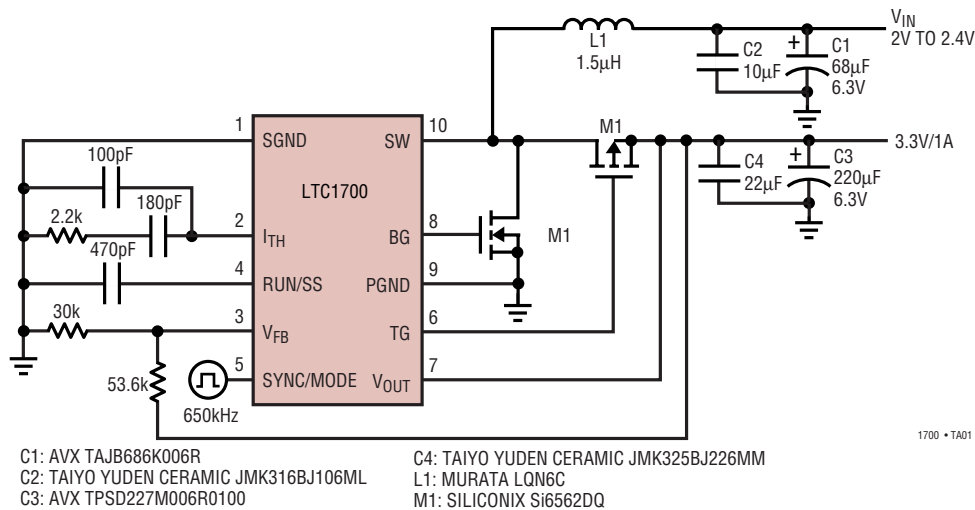 VIN
2V TO 2.4V
L1
1.5µH
C2
10µF
+
C1
68µF
6.3V
1
SGND
SW
10
M1
3.3V/1A
C4
22µF
+
C3
220µF
6.3V
100pF
LTC1700
180pF
2.2k
2
ITH
BG
8
M1
470pF
4
RUN/SS
PGND
9
30k
3
VFB
TG
6
53.6k
5
SYNC/MODE
VOUT
7
650kHz
1700 • TA01
C1: AVX TAJB686K006R
C2: TAIYO YUDEN CERAMIC JMK316BJ106ML
C3: AVX TPSD227M006R0100
C4: TAIYO YUDEN CERAMIC JMK325BJ226MM
L1: MURATA LQN6C
M1: SILICONIX Si6562DQ